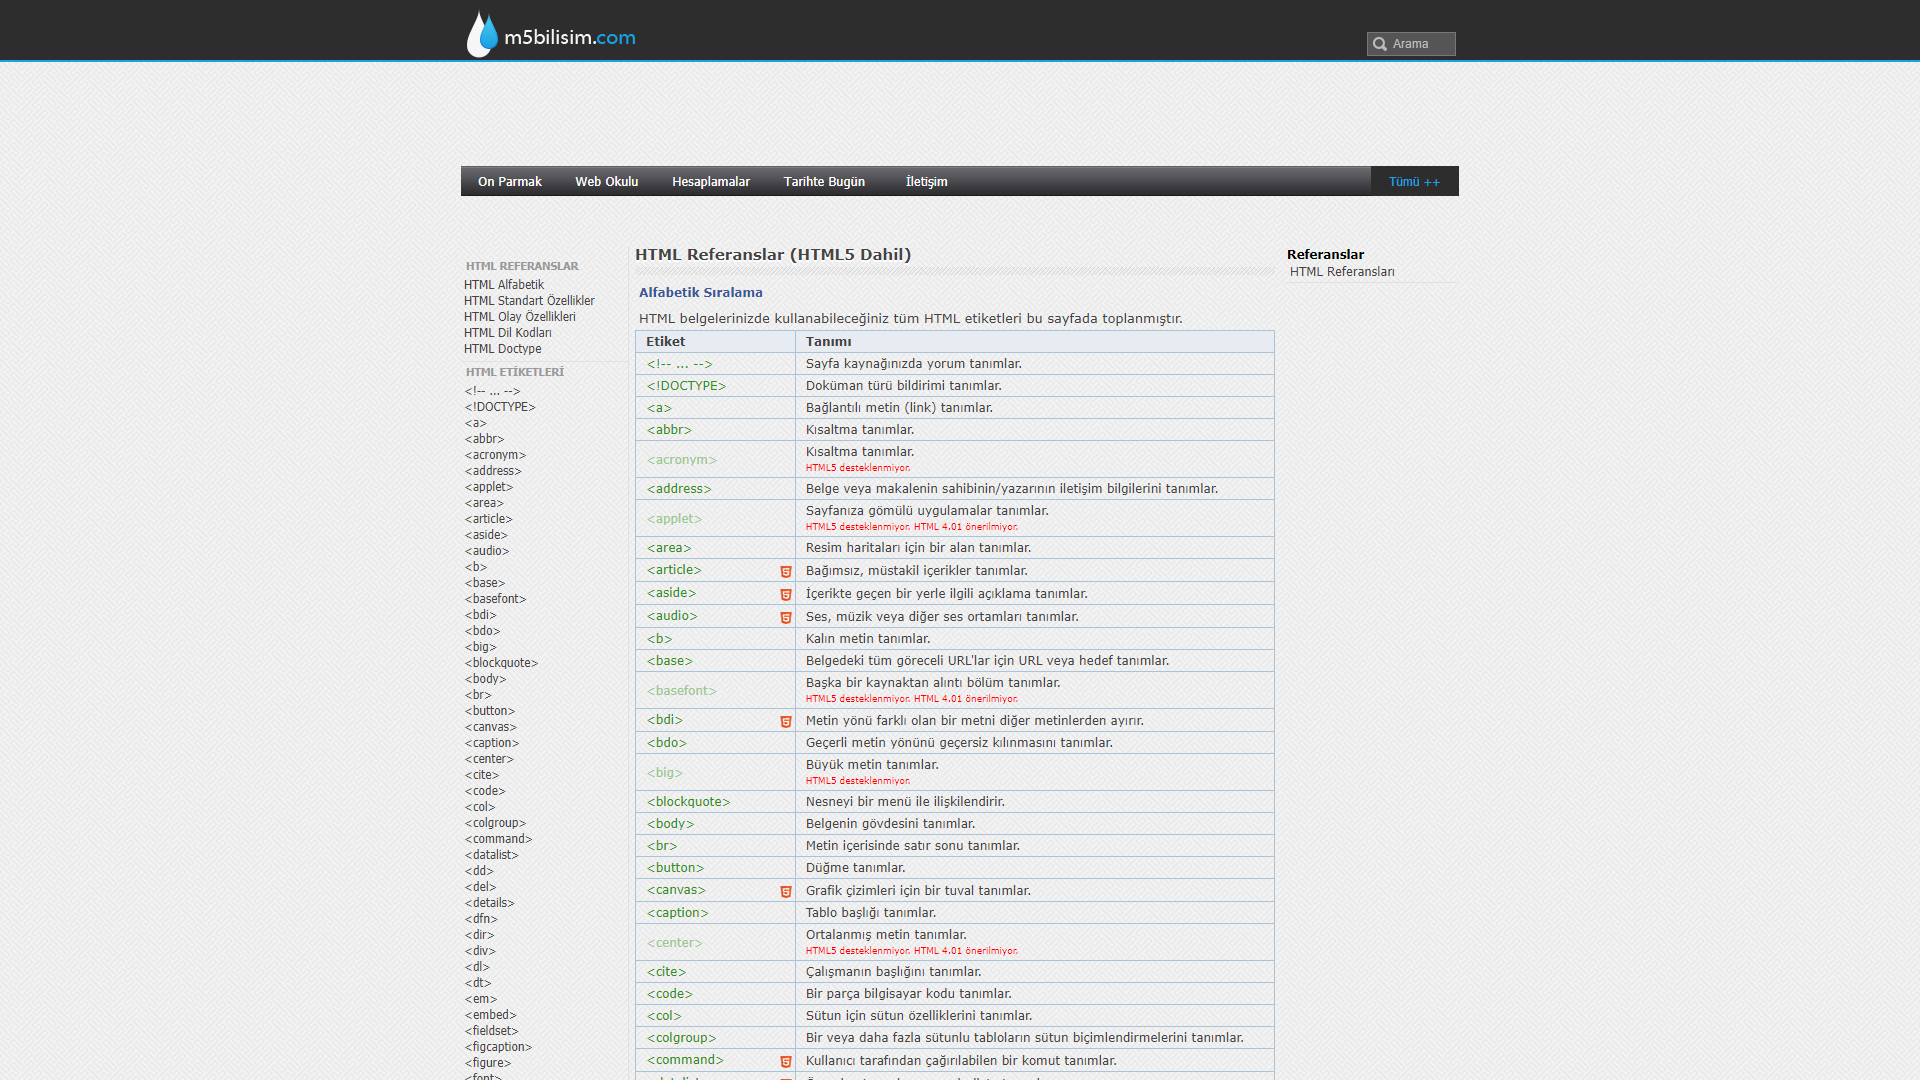 m5bilisim.com
Arama
On Parmak Web Okulu Hesaplamalar Tarihte Bugün İletişim Tümü ++
HTML REFERANSLAR
HTML Alfabetik
HTML Standart Özellikler
HTML Olay Özellikleri
HTML Dil Kodları
HTML Doctype
HTML ETİKETLERİ
<!-- ... -->
<!DOCTYPE>
<a>
<abbr>
<acronym>
<address>
<applet>
<area>
<article>
<aside>
<audio>
<b>
<base>
<basefont>
<bdi>
<bdo>
<big>
<blockquote>
<body>
<br>
<button>
<canvas>
<caption>
<center>
<cite>
<code>
<col>
<colgroup>
<command>
<datalist>
<dd>
<del>
<details>
<dfn>
<dir>
<div>
<dl>
<dt>
<em>
<embed>
<fieldset>
<figcaption>
<figure>
<font>
HTML Referanslar (HTML5 Dahil)
Alfabetik Sıralama
HTML belgelerinizde kullanabileceğiniz tüm HTML etiketleri bu sayfada toplanmıştır.
Etiket Tanımı
<!-- ... --> Sayfa kaynağınızda yorum tanımlar.
<!DOCTYPE> Doküman türü bildirimi tanımlar.
<a> Bağlantılı metin (link) tanımlar.
<abbr> Kısaltma tanımlar.
<acronym> Kısaltma tanımlar.
HTML5 desteklenmiyor.
<address> Belge veya makalenin sahibinin/yazarının iletişim bilgilerini tanımlar.
<applet> Sayfanıza gömülü uygulamalar tanımlar.
HTML5 desteklenmiyor. HTML 4.01 önerilmiyor.
<area> Resim haritaları için bir alan tanımlar.
<article> Bağımsız, müstakil içerikler tanımlar.
<aside> İçerikte geçen bir yerle ilgili açıklama tanımlar.
<audio> Ses, müzik veya diğer ses ortamları tanımlar.
<b> Kalın metin tanımlar.
<base> Belgedeki tüm göreceli URL'lar için URL veya hedef tanımlar.
<basefont> Başka bir kaynaktan alıntı bölüm tanımlar.
HTML5 desteklenmiyor. HTML 4.01 önerilmiyor.
<bdi> Metin yönü farklı olan bir metni diğer metinlerden ayırır.
<bdo> Geçerli metin yönünü geçersiz kılınmasını tanımlar.
<big> Büyük metin tanımlar.
HTML5 desteklenmiyor.
<blockquote> Nesneyi bir menü ile ilişkilendirir.
<body> Belgenin gövdesini tanımlar.
<br> Metin içerisinde satır sonu tanımlar.
<button> Düğme tanımlar.
<canvas> Grafik çizimleri için bir tuval tanımlar.
<caption> Tablo başlığı tanımlar.
<center> Ortalanmış metin tanımlar.
HTML5 desteklenmiyor. HTML 4.01 önerilmiyor.
<cite> Çalışmanın başlığını tanımlar.
<code> Bir parça bilgisayar kodu tanımlar.
<col> Sütun için sütun özelliklerini tanımlar.
<colgroup> Bir veya daha fazla sütunlu tabloların sütun biçimlendirmelerini tanımlar.
<command> Kullanıcı tarafından çağırılabilen bir komut tanımlar.
Referanslar
HTML Referansları